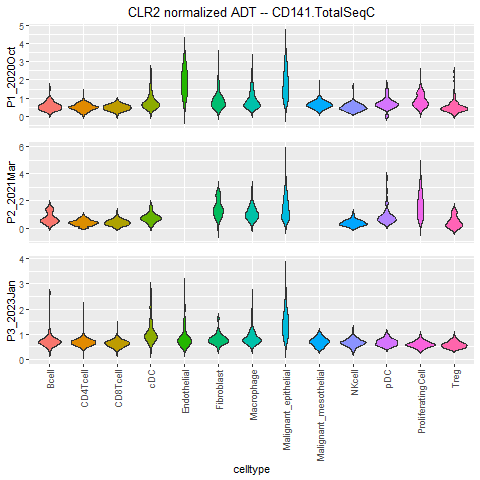 CLR2 normalized ADT -- CD141.TotalSeqC
P1_2020Oct
5
4
3
2
1
0
P2_2021Mar
6
4
2
0
P3_2023Jan
4
3
2
1
0
Bcell
CD4Tcell
CD8Tcell
cDC
Endothelial
Fibroblast
Macrophage
Malignant_epithelial
Malignant_mesothelial
NKcell
pDC
ProliferatingCell
Treg
celltype